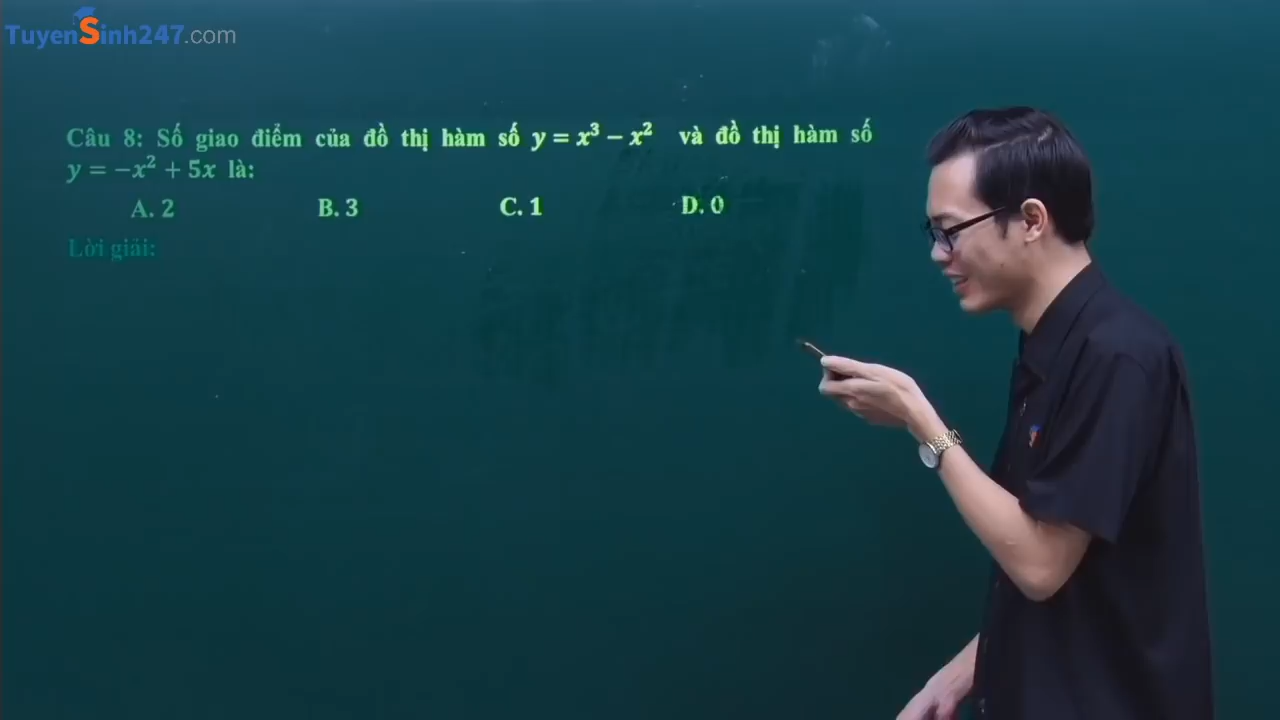 TuyenSinh247.com
Câu 8: Số giao điểm của đồ thị hàm số y = x³ − x² và đồ thị hàm số
y = −x² + 5x là:
A. 2 B. 3 C. 1 D. 0
Lời giải: